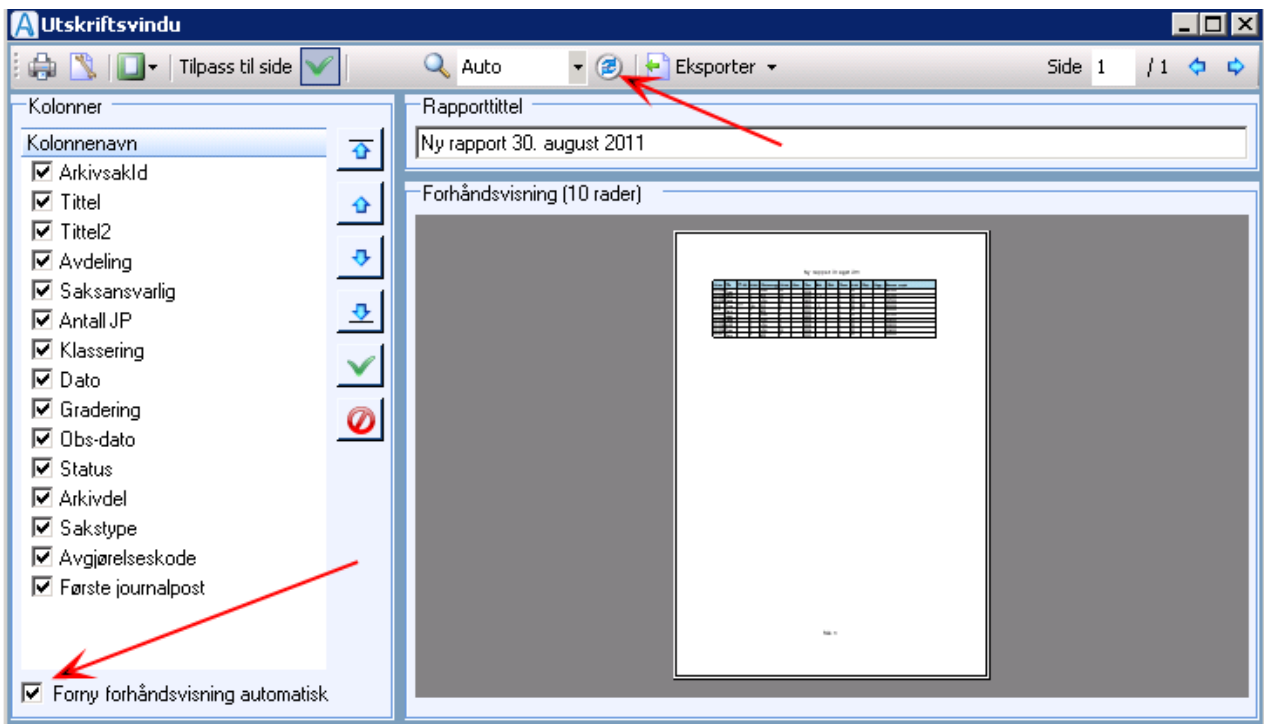 Utskriftsvindu
Tilpass til side
Auto
Eksporter
Side 1 / 1
Kolonner
Kolonnenavn
ArkivsakId
Tittel
Tittel2
Avdeling
Saksansvarlig
Antall JP
Klassering
Dato
Gradering
Obs-dato
Status
Arkivdel
Sakstype
Avgjørelseskode
Første journalpost
Forny forhåndsvisning automatisk
Rapporttittel
Ny rapport 30. august 2011
Forhåndsvisning (10 rader)